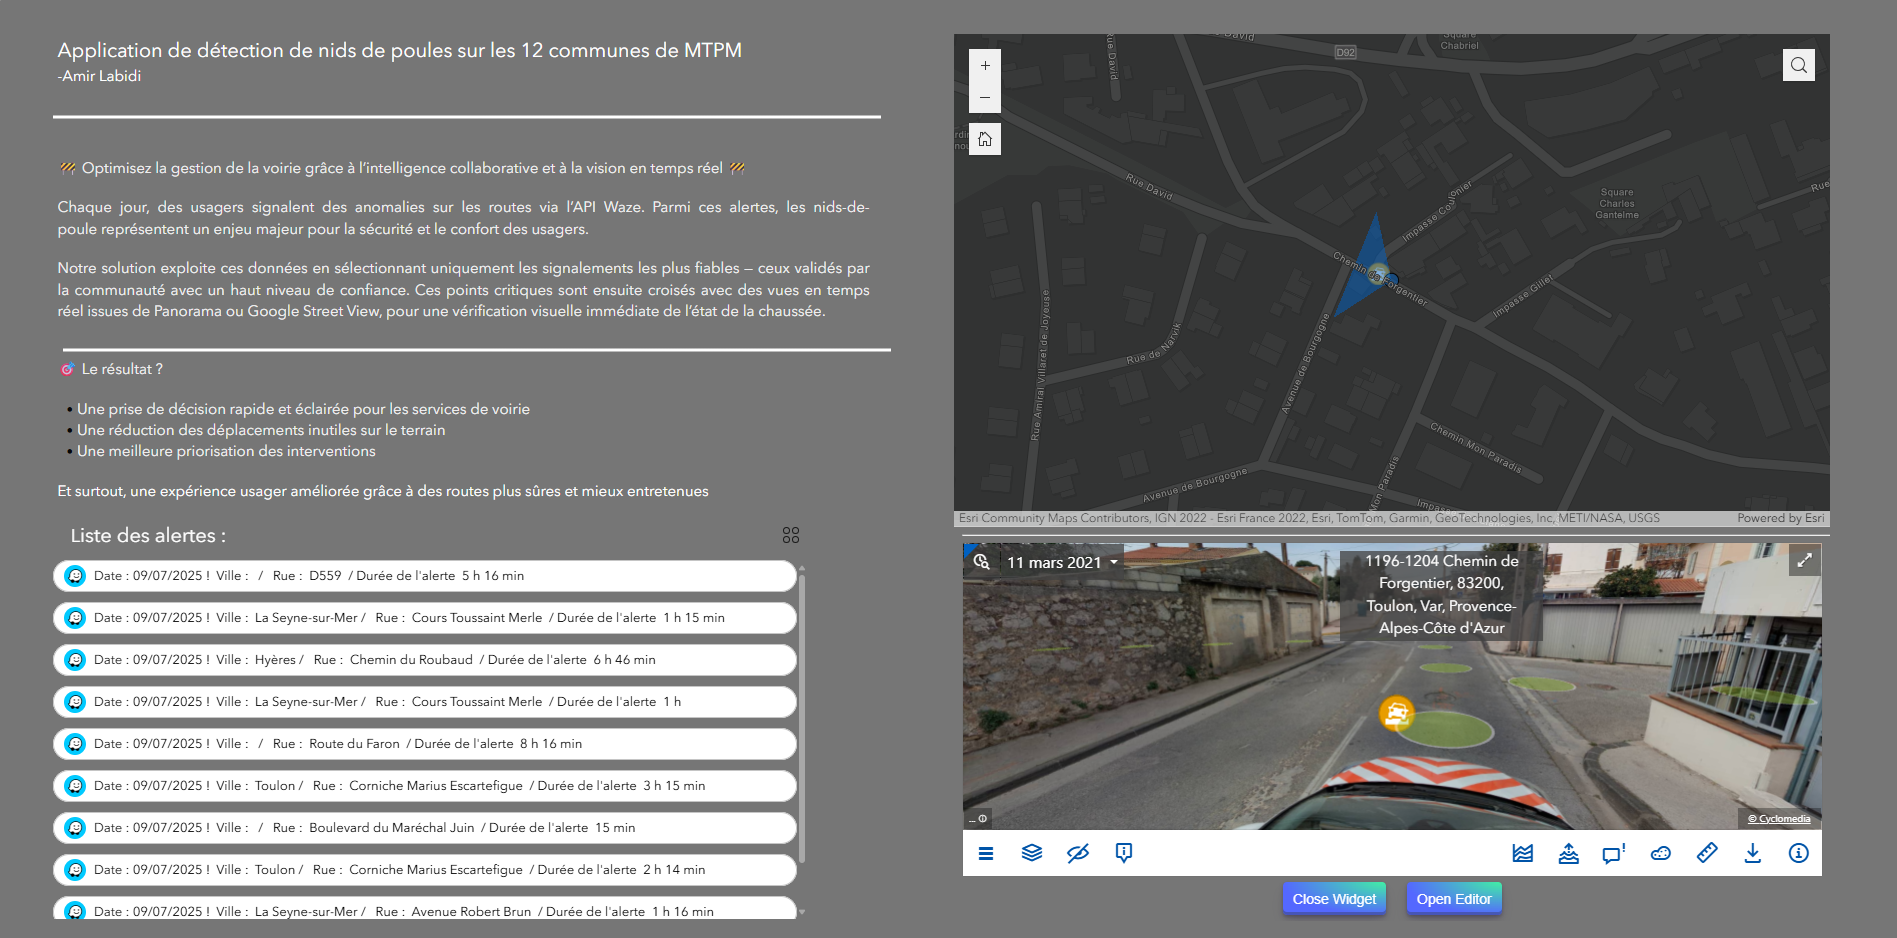 Application de détection de nids de poules sur les 12 communes de MTPM
-Amir Labidi
🚧 Optimisez la gestion de la voirie grâce à l'intelligence collaborative et à la vision en temps réel 🚧
Chaque jour, des usagers signalent des anomalies sur les routes via l'API Waze. Parmi ces alertes, les nids-de-
poule représentent un enjeu majeur pour la sécurité et le confort des usagers.
Notre solution exploite ces données en sélectionnant uniquement les signalements les plus fiables – ceux validés par
la communauté avec un haut niveau de confiance. Ces points critiques sont ensuite croisés avec des vues en temps
réel issues de Panorama ou Google Street View, pour une vérification visuelle immédiate de l'état de la chaussée.
🎯 Le résultat ?
• Une prise de décision rapide et éclairée pour les services de voirie
• Une réduction des déplacements inutiles sur le terrain
• Une meilleure priorisation des interventions
Et surtout, une expérience usager améliorée grâce à des routes plus sûres et mieux entretenues
Liste des alertes :
Date : 09/07/2025 ! Ville : / Rue : D559 / Durée de l'alerte 5 h 16 min
Date : 09/07/2025 ! Ville : La Seyne-sur-Mer / Rue : Cours Toussaint Merle / Durée de l'alerte 1 h 15 min
Date : 09/07/2025 ! Ville : Hyères / Rue : Chemin du Roubaud / Durée de l'alerte 6 h 46 min
Date : 09/07/2025 ! Ville : La Seyne-sur-Mer / Rue : Cours Toussaint Merle / Durée de l'alerte 1 h
Date : 09/07/2025 ! Ville : / Rue : Route du Faron / Durée de l'alerte 8 h 16 min
Date : 09/07/2025 ! Ville : Toulon / Rue : Corniche Marius Escartefigue / Durée de l'alerte 3 h 15 min
Date : 09/07/2025 ! Ville : / Rue : Boulevard du Maréchal Juin / Durée de l'alerte 15 min
Date : 09/07/2025 ! Ville : Toulon / Rue : Corniche Marius Escartefigue / Durée de l'alerte 2 h 14 min
Date : 09/07/2025 ! Ville : La Seyne-sur-Mer / Rue : Avenue Robert Brun / Durée de l'alerte 1 h 16 min
Rue David
David
D92
Square
Chabriel
Rue David
Impasse Coulonier
Square
Charles
Gantelme
Rue
Chemin de Forgentier
Impasse Gillet
Rue Amiral Villaret de Joyeuse
Rue de Narvik
Avenue de Bourgogne
Chemin Mon Paradis
Avenue de Bourgogne
Mon Paradis
Impasse
Esri Community Maps Contributors, IGN 2022 - Esri France 2022, Esri, TomTom, Garmin, GeoTechnologies, Inc, METI/NASA, USGS
Powered by Esri
11 mars 2021
1196-1204 Chemin de
Forgentier, 83200,
Toulon, Var, Provence-
Alpes-Côte d'Azur
...
© Cyclomedia
Close Widget
Open Editor